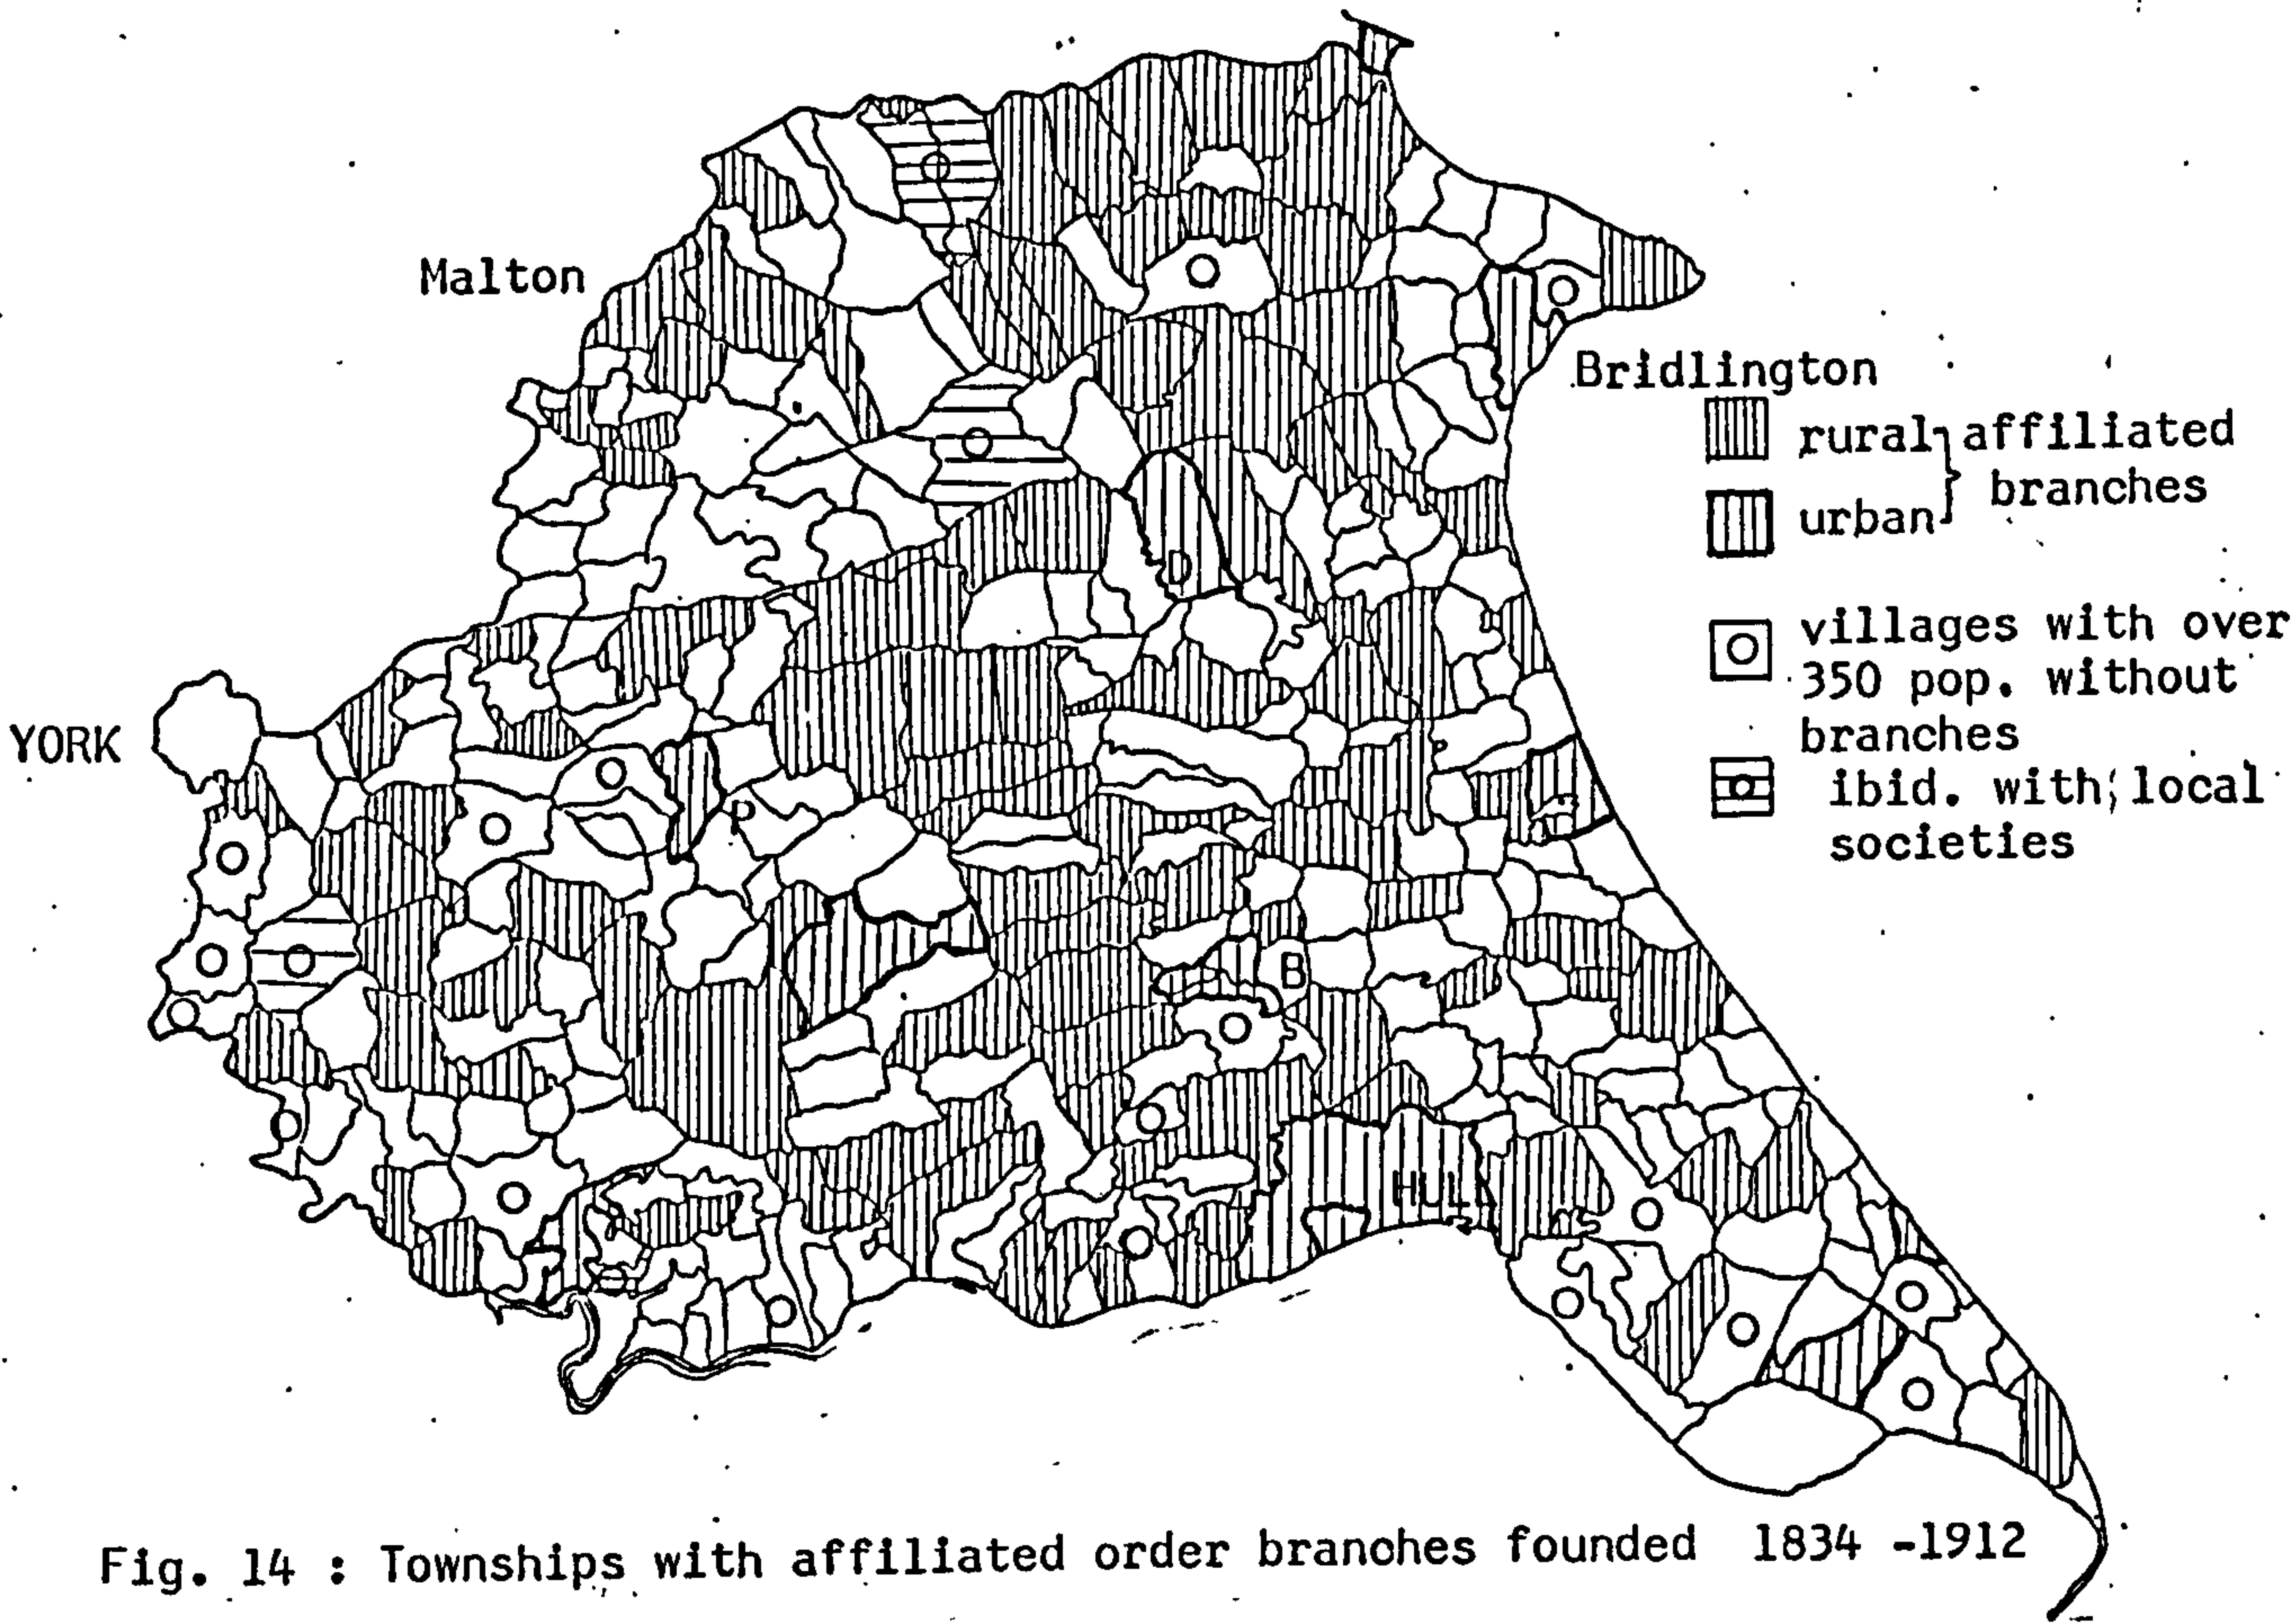 Malton
YORK
Bridlington
rural affiliated
urban branches
villages with over
350 pop. without
branches
ibid. with local
societies
D
P
B
HULL
Fig. 14 : Townships with affiliated order branches founded 1834 -1912